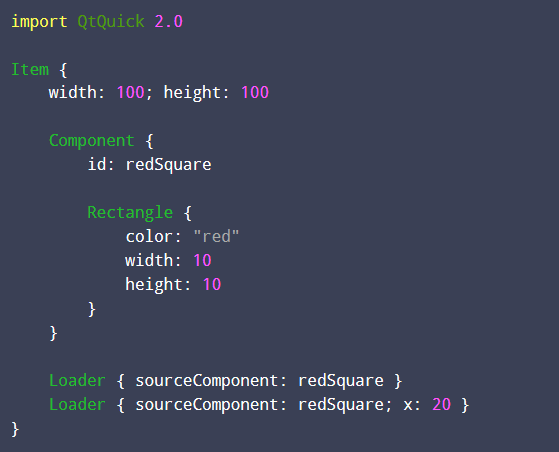 import QtQuick 2.0

Item {
    width: 100; height: 100

    Component {
        id: redSquare

        Rectangle {
            color: "red"
            width: 10
            height: 10
        }
    }

    Loader { sourceComponent: redSquare }
    Loader { sourceComponent: redSquare; x: 20 }
}